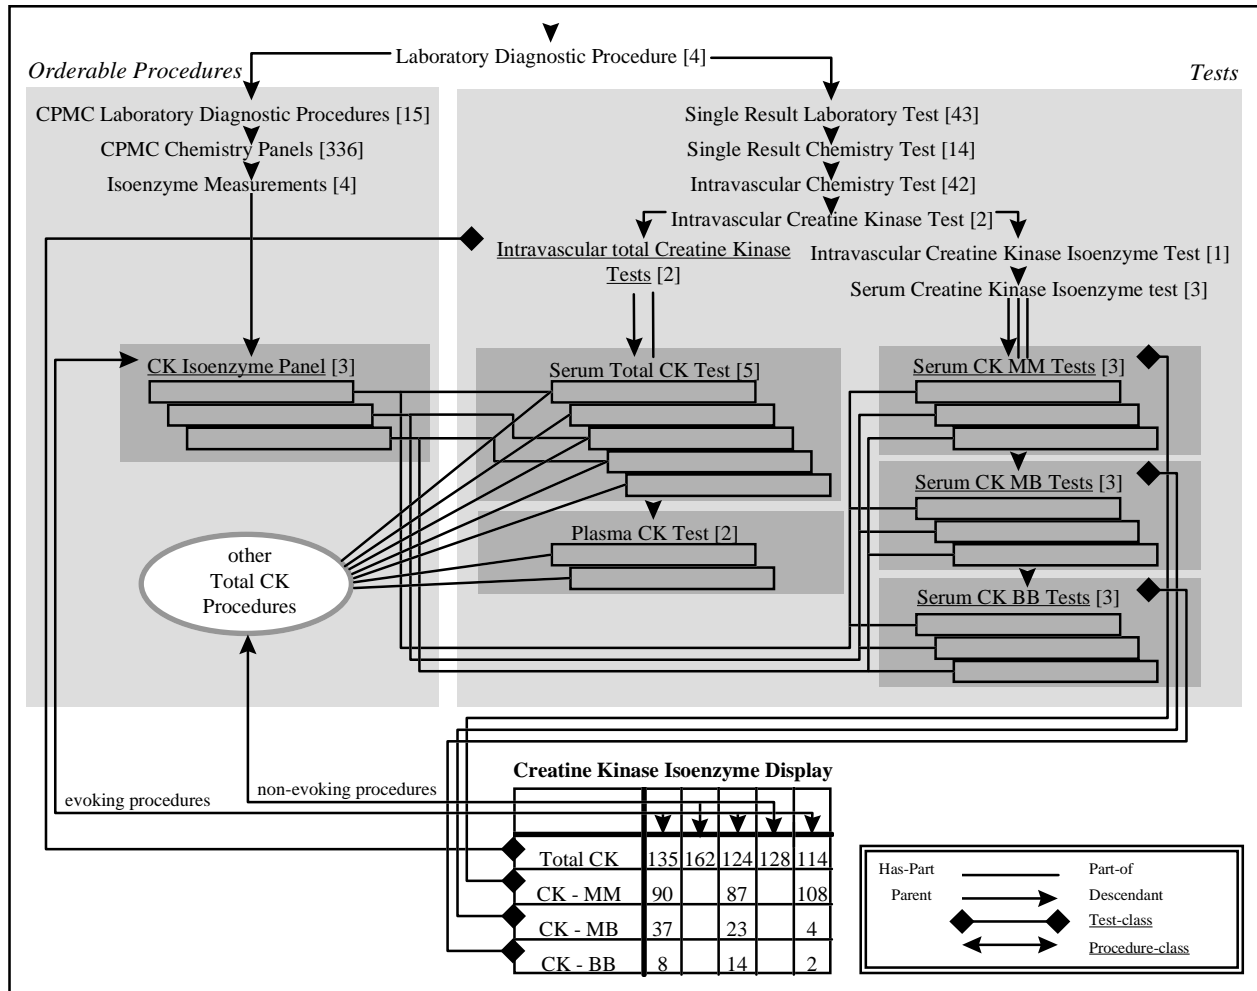 Laboratory Diagnostic Procedure [4]
Orderable Procedures
Tests
CPMC Laboratory Diagnostic Procedures [15]
CPMC Chemistry Panels [336]
Isoenzyme Measurements [4]
Single Result Laboratory Test [43]
Single Result Chemistry Test [14]
Intravascular Chemistry Test [42]
Intravascular Creatine Kinase Test [2]
Intravascular total Creatine Kinase
Tests [2]
Intravascular Creatine Kinase Isoenzyme Test [1]
Serum Creatine Kinase Isoenzyme test [3]
CK Isoenzyme Panel [3]
Serum Total CK Test [5]
Serum CK MM Tests [3]
Serum CK MB Tests [3]
Plasma CK Test [2]
Serum CK BB Tests [3]
other
Total CK
Procedures
Creatine Kinase Isoenzyme Display
non-evoking procedures
evoking procedures
Total CK 135 162 124 128 114
CK - MM 90 87 108
CK - MB 37 23 4
CK - BB 8 14 2
Has-Part Part-of
Parent Descendant
Test-class
Procedure-class